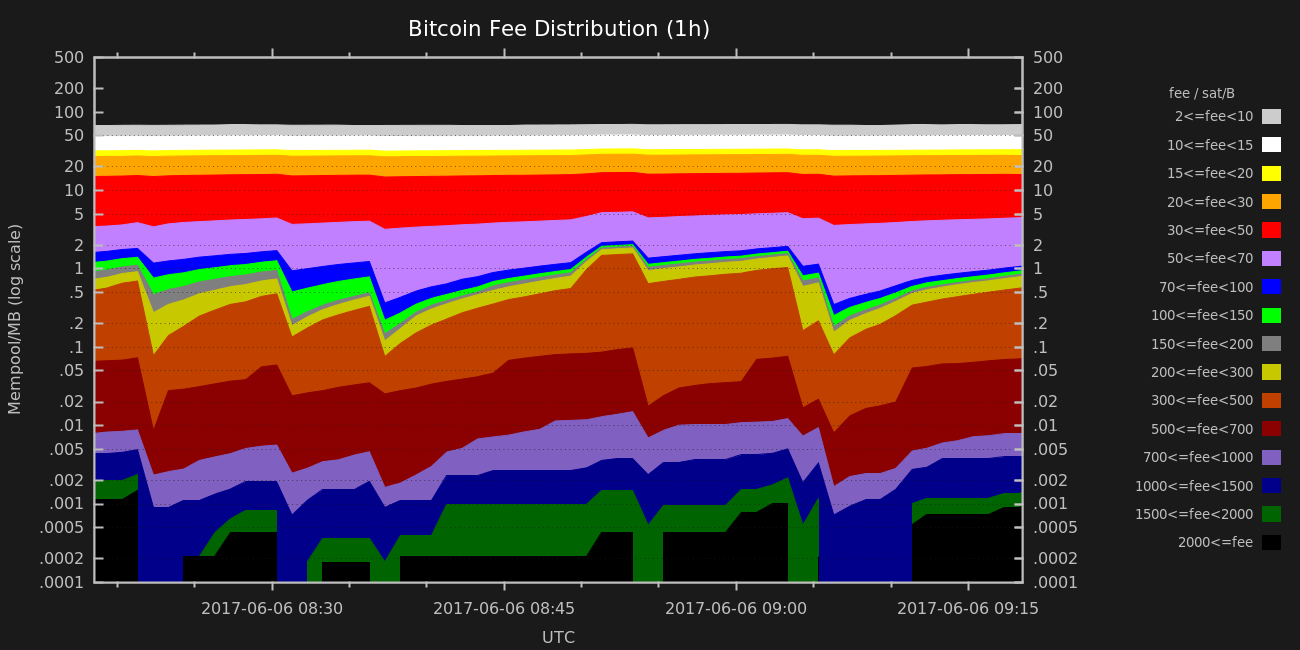 Bitcoin Fee Distribution (1h)
500
200
100
50
20
10
5
2
1
.5
.2
.1
.05
.02
.01
.005
.002
.001
.0005
.0002
.0001
Mempool/MB (log scale)
500
200
100
50
20
10
5
2
1
.5
.2
.1
.05
.02
.01
.005
.002
.001
.0005
.0002
.0001
fee / sat/B
2<=fee<10
10<=fee<15
15<=fee<20
20<=fee<30
30<=fee<50
50<=fee<70
70<=fee<100
100<=fee<150
150<=fee<200
200<=fee<300
300<=fee<500
500<=fee<700
700<=fee<1000
1000<=fee<1500
1500<=fee<2000
2000<=fee
2017-06-06 08:30 2017-06-06 08:45 2017-06-06 09:00 2017-06-06 09:15
UTC